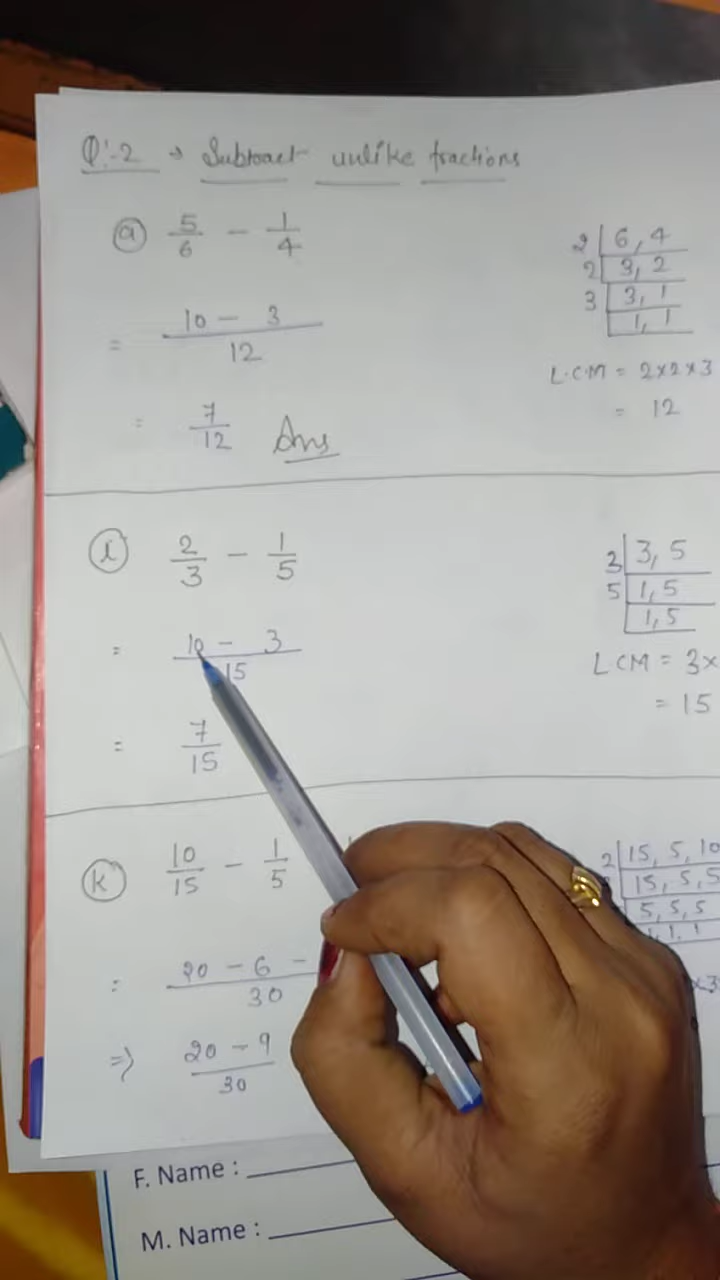 Q:-2 → Subtract unlike fractions
(a) 5/6 - 1/4
= 10 - 3 / 12
= 7/12 Ans
2 | 6, 4
2 | 3, 2
3 | 3, 1
1, 1
L.C.M = 2×2×3
= 12
(i) 2/3 - 1/5
= 10 - 3 / 15
= 7/15
3 | 3, 5
5 | 1, 5
1, 5
LCM = 3×
= 15
(k) 10/15 - 1/5
= 20 - 6 - / 30
=> 20 - 9 / 30
2 | 15, 5, 10
15, 5, 5
5, 5, 5
1, 1
×3
F. Name :
M. Name :